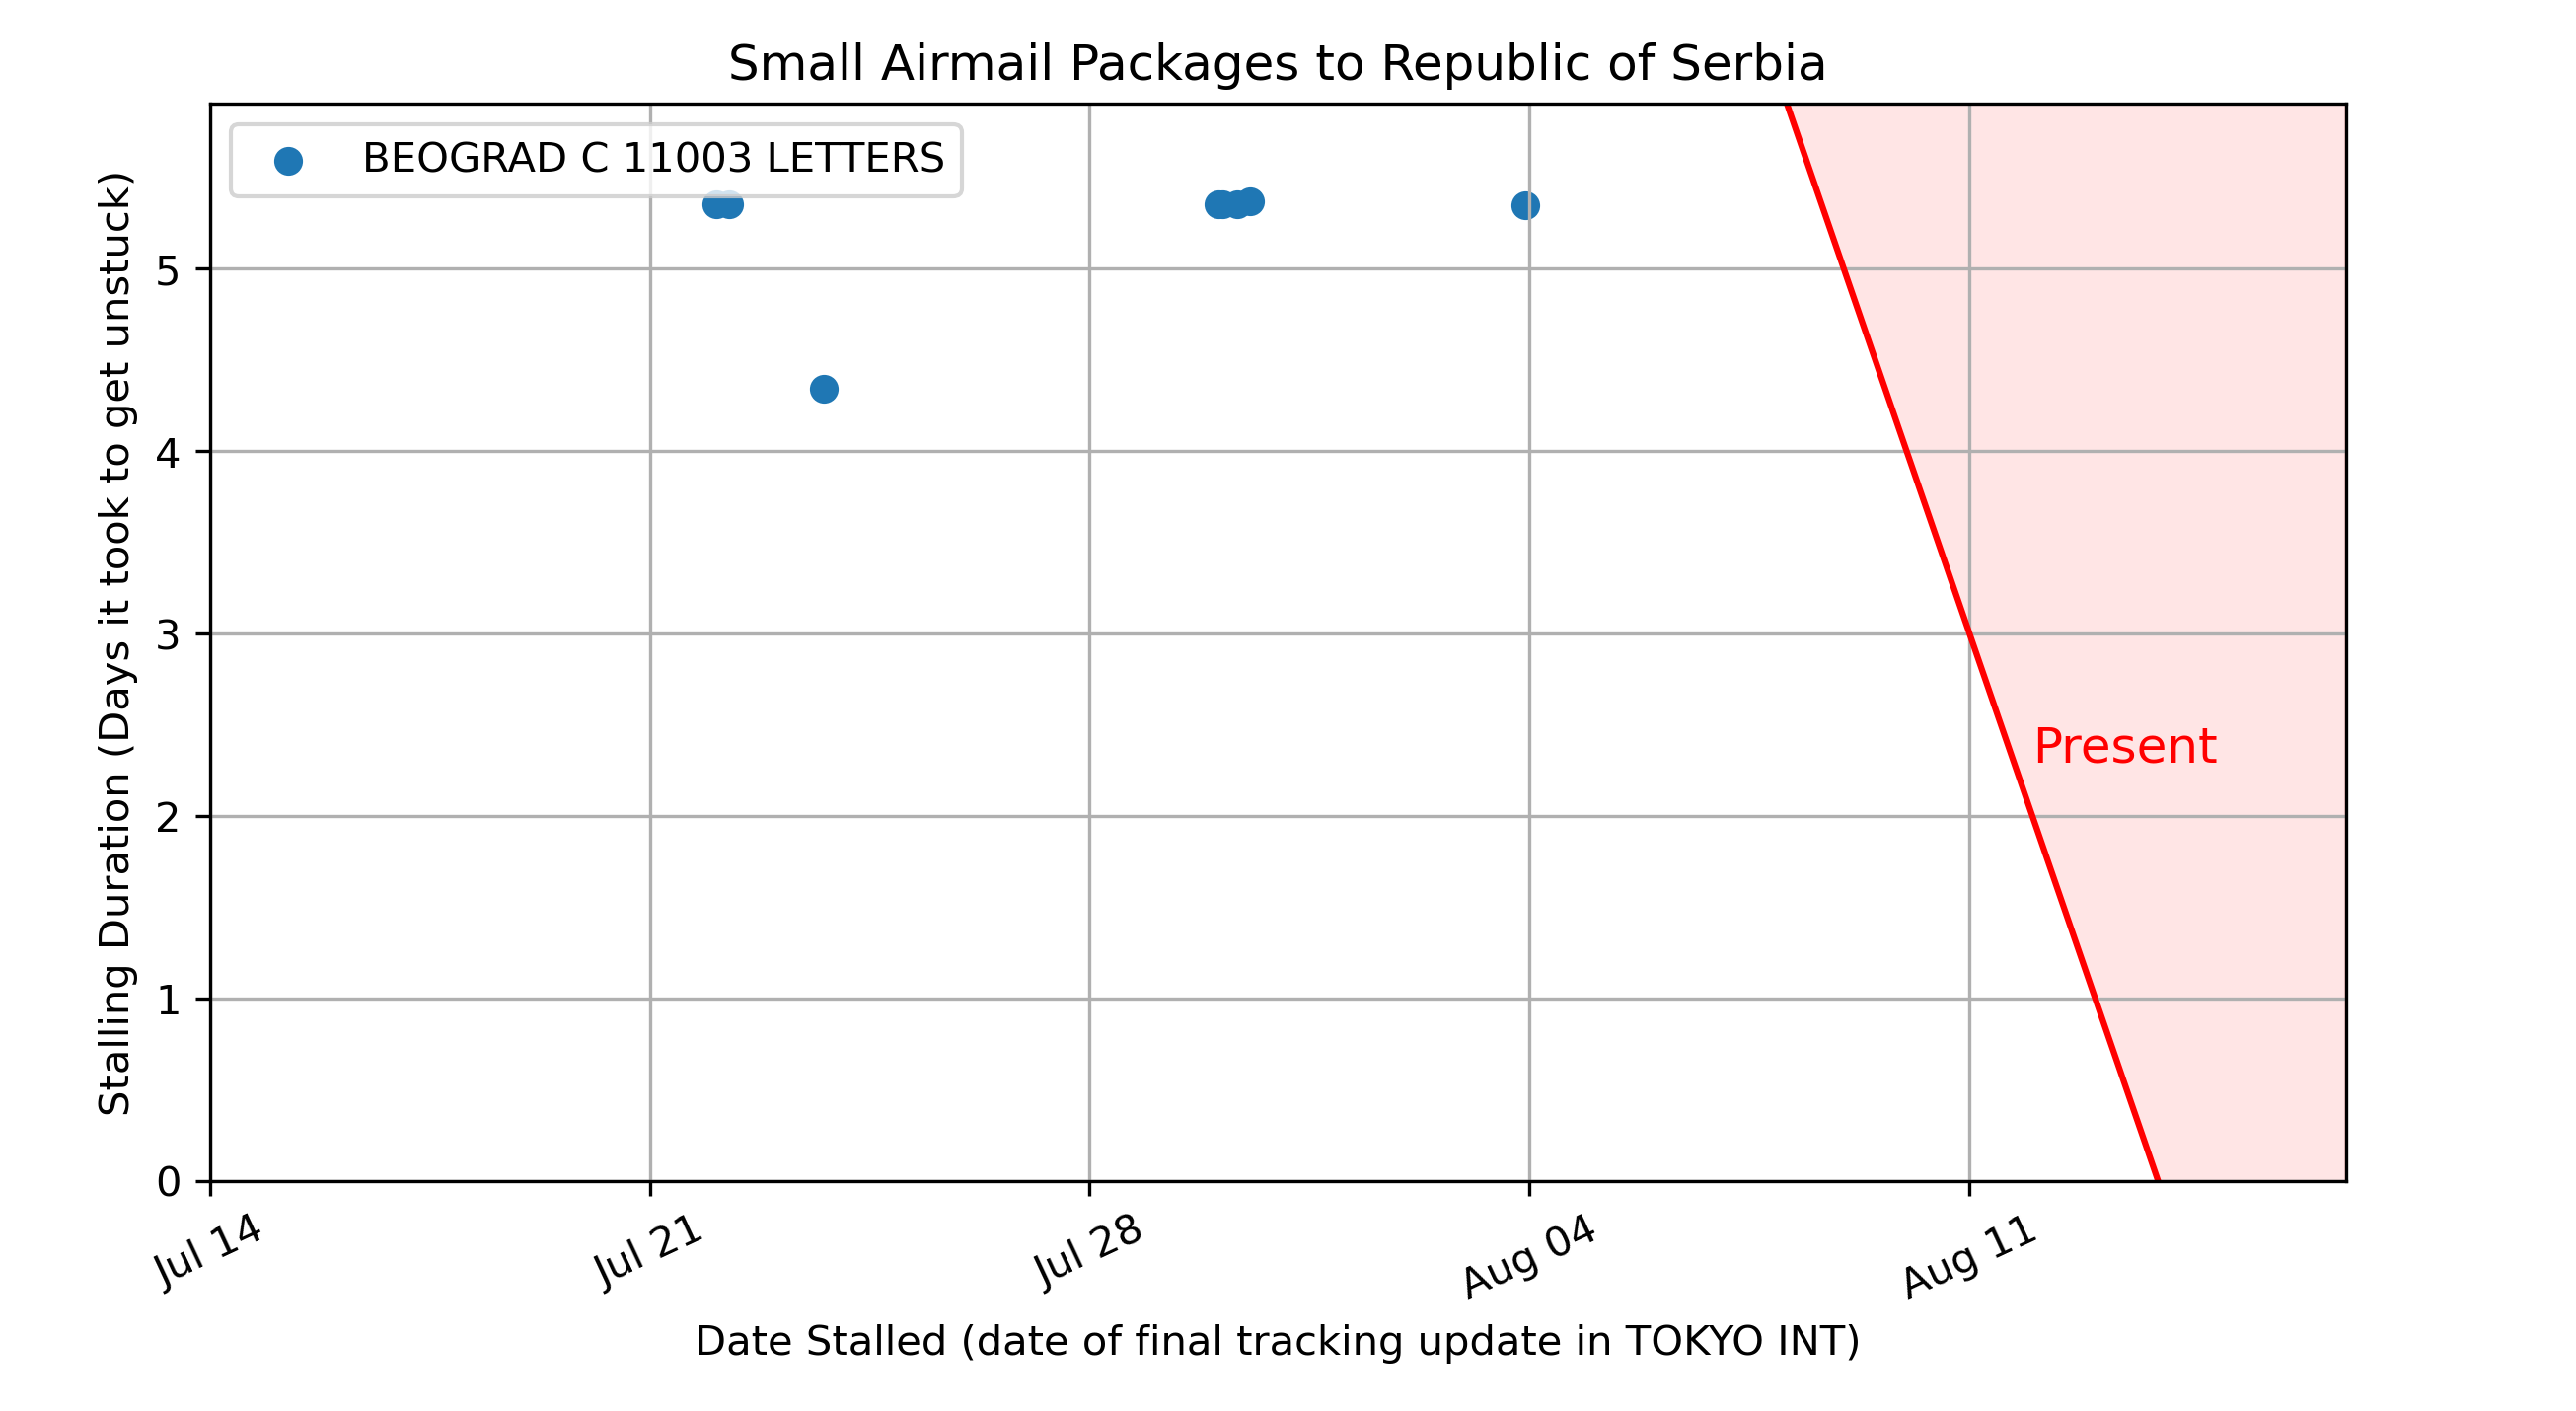 Small Airmail Packages to Republic of Serbia
BEOGRAD C 11003 LETTERS
Stalling Duration (Days it took to get unstuck)
5
4
3
2
1
0
Present
Jul 14
Jul 21
Jul 28
Aug 04
Aug 11
Date Stalled (date of final tracking update in TOKYO INT)